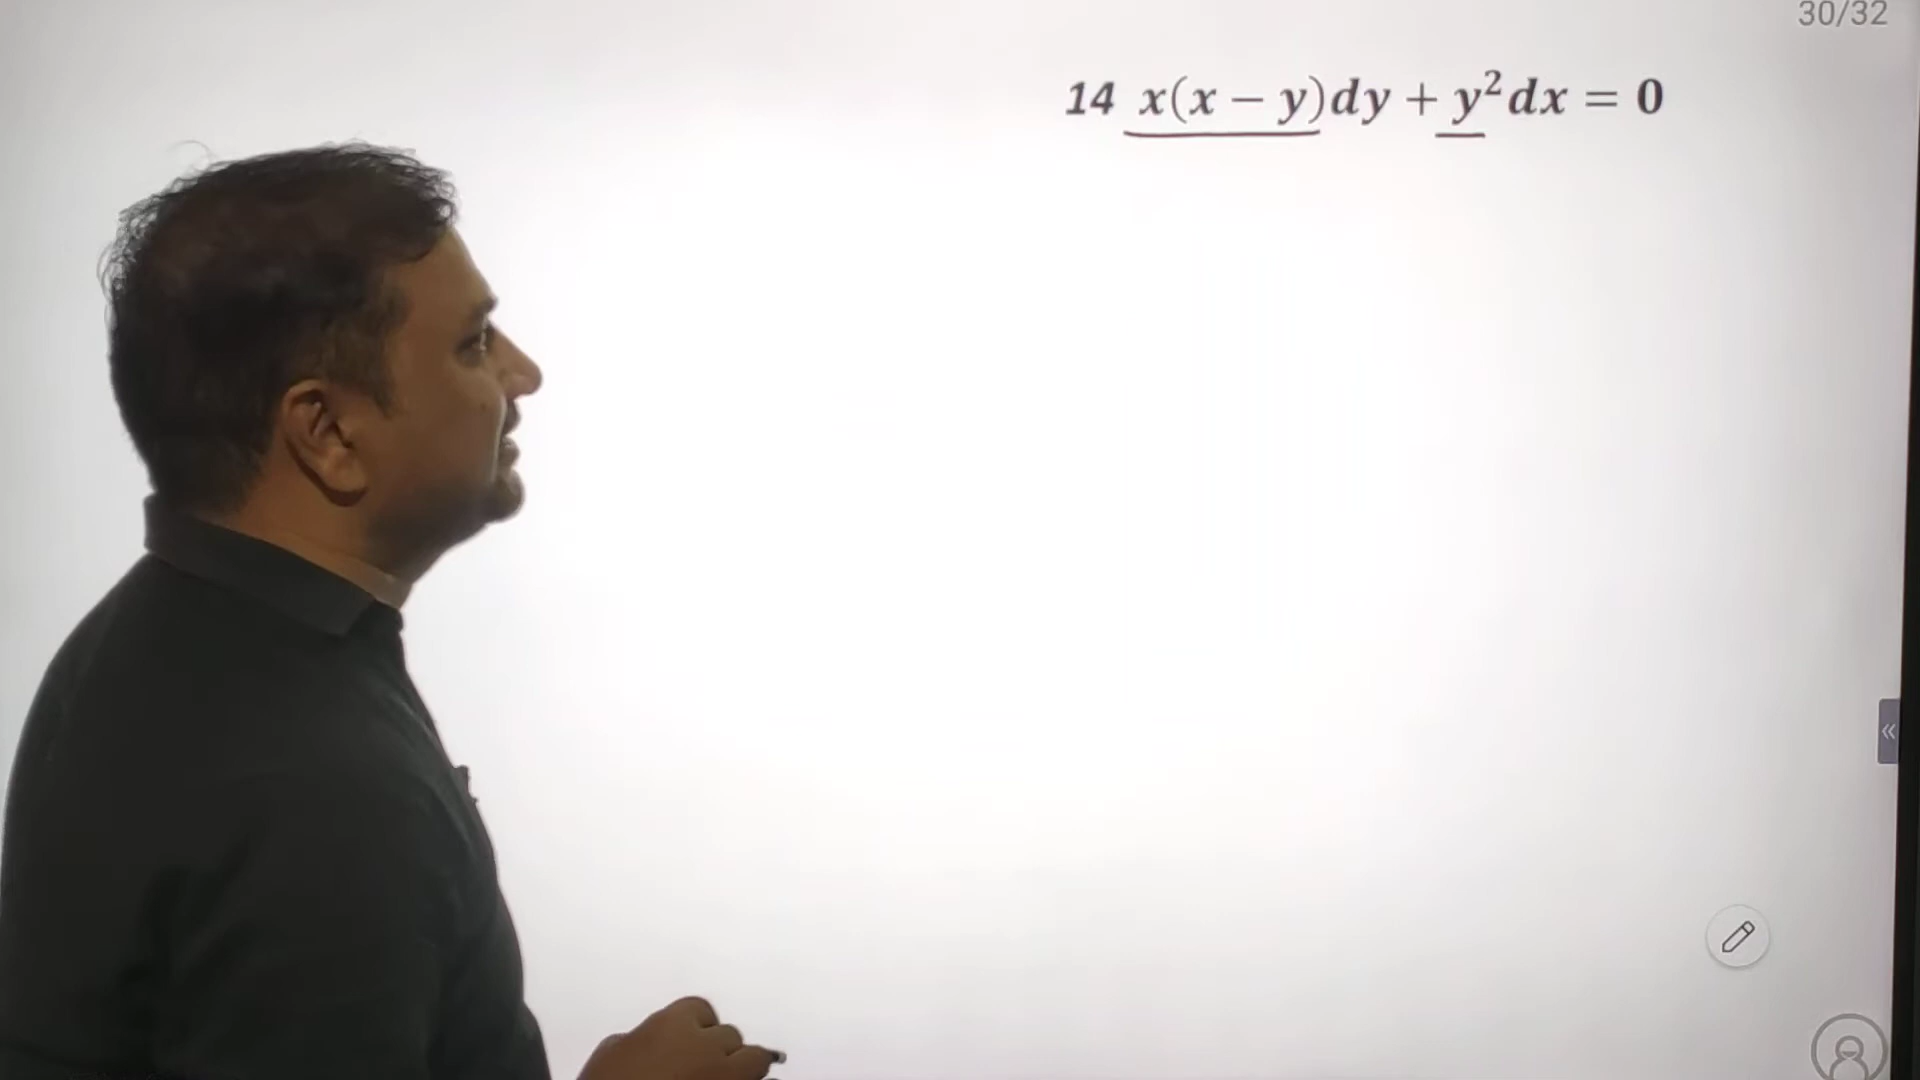 30/32
14 x(x − y)dy + y²dx = 0